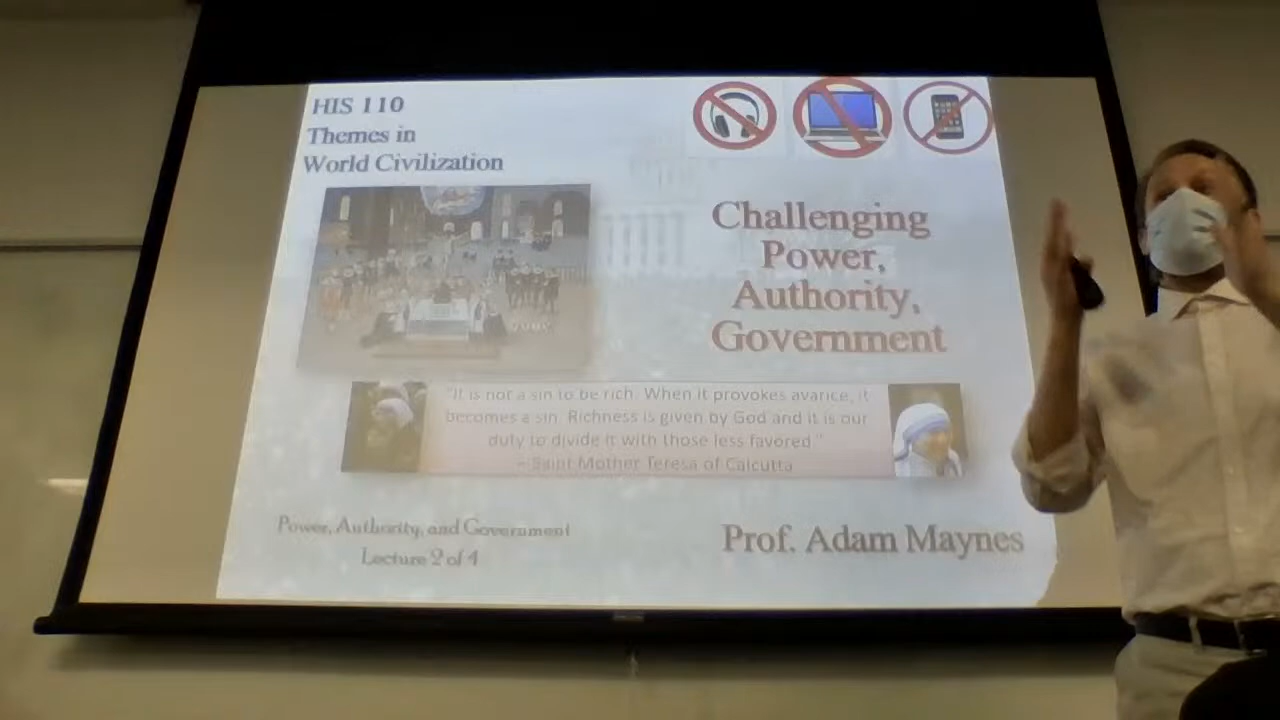 HIS 110
Themes in
World Civilization
Challenging
Power,
Authority,
Government
"It is not a sin to be rich. When it provokes avarice, it
becomes a sin. Richness is given by God and it is our
duty to divide it with those less favored."
~ Saint Mother Teresa of Calcutta
Power, Authority, and Government
Lecture 2 of 4
Prof. Adam Maynes